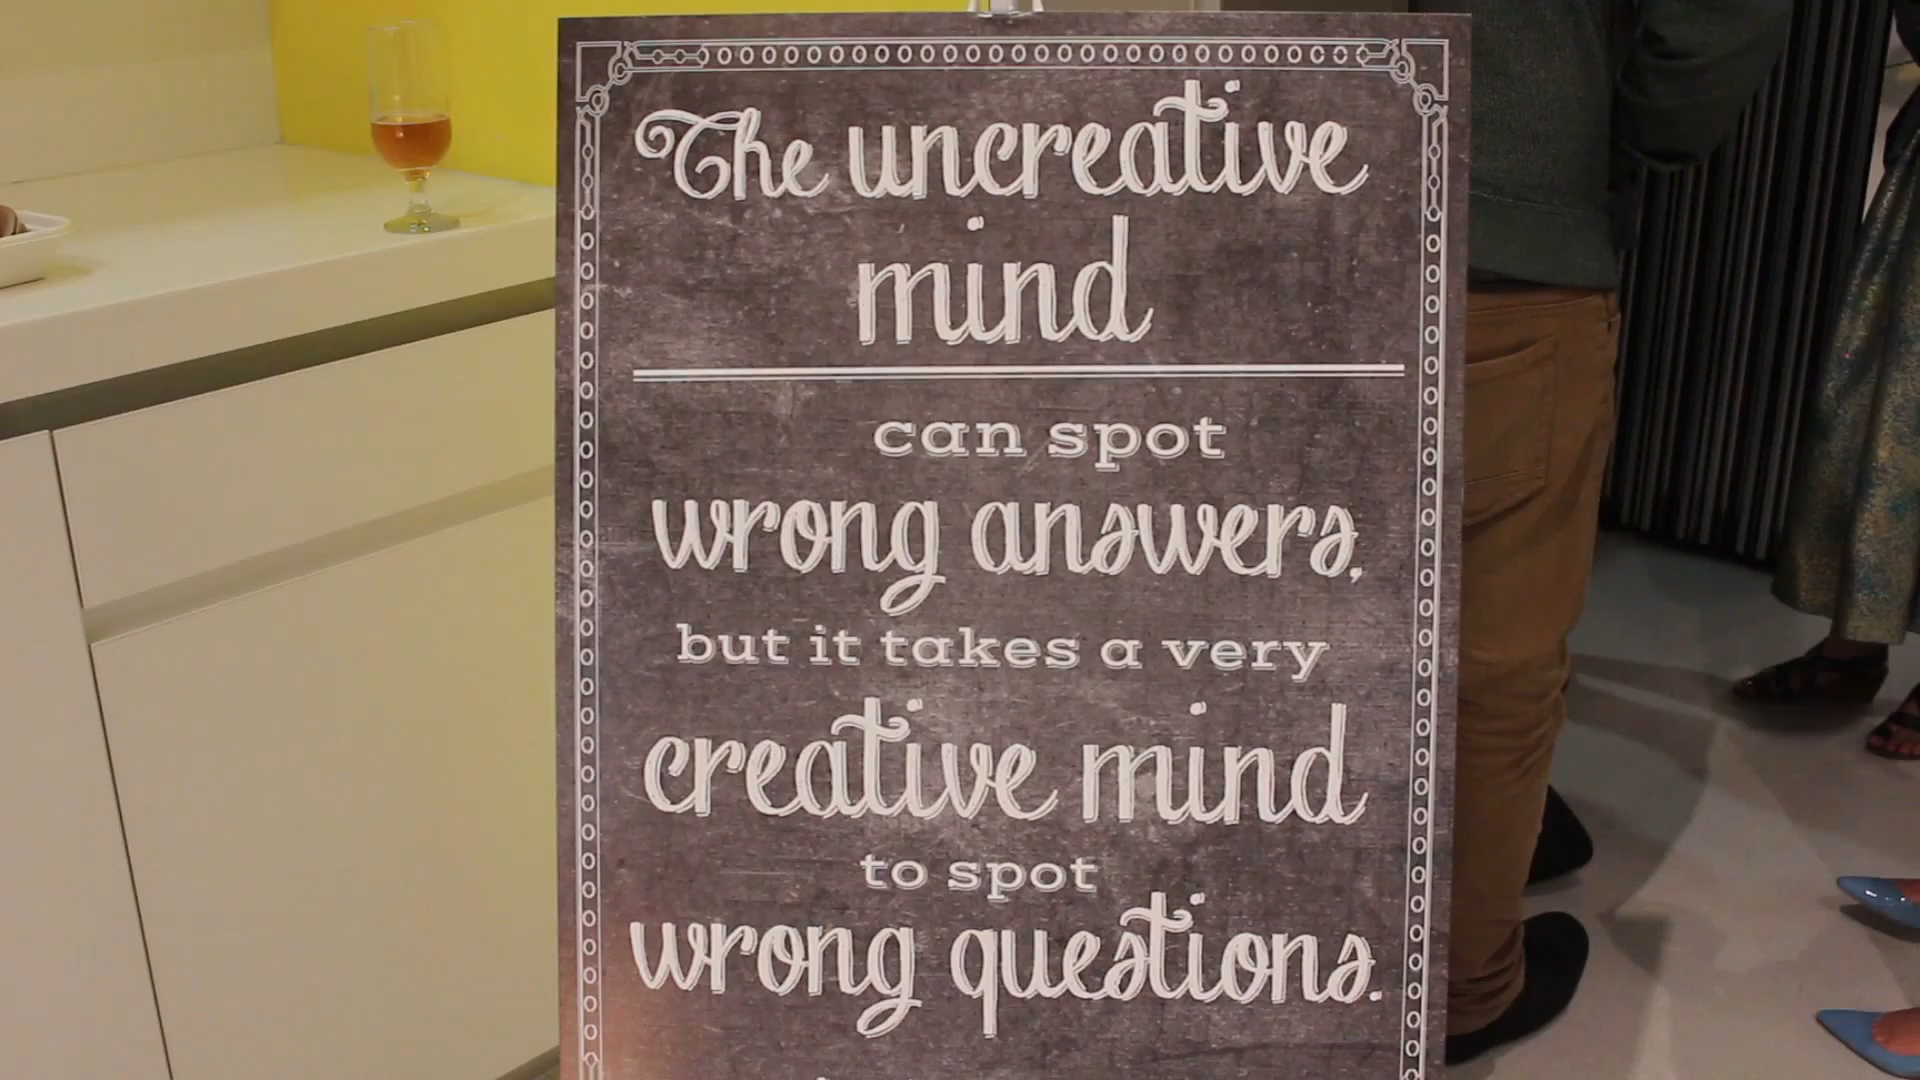 The uncreative
mind
can spot
wrong answers,
but it takes a very
creative mind
to spot
wrong questions.